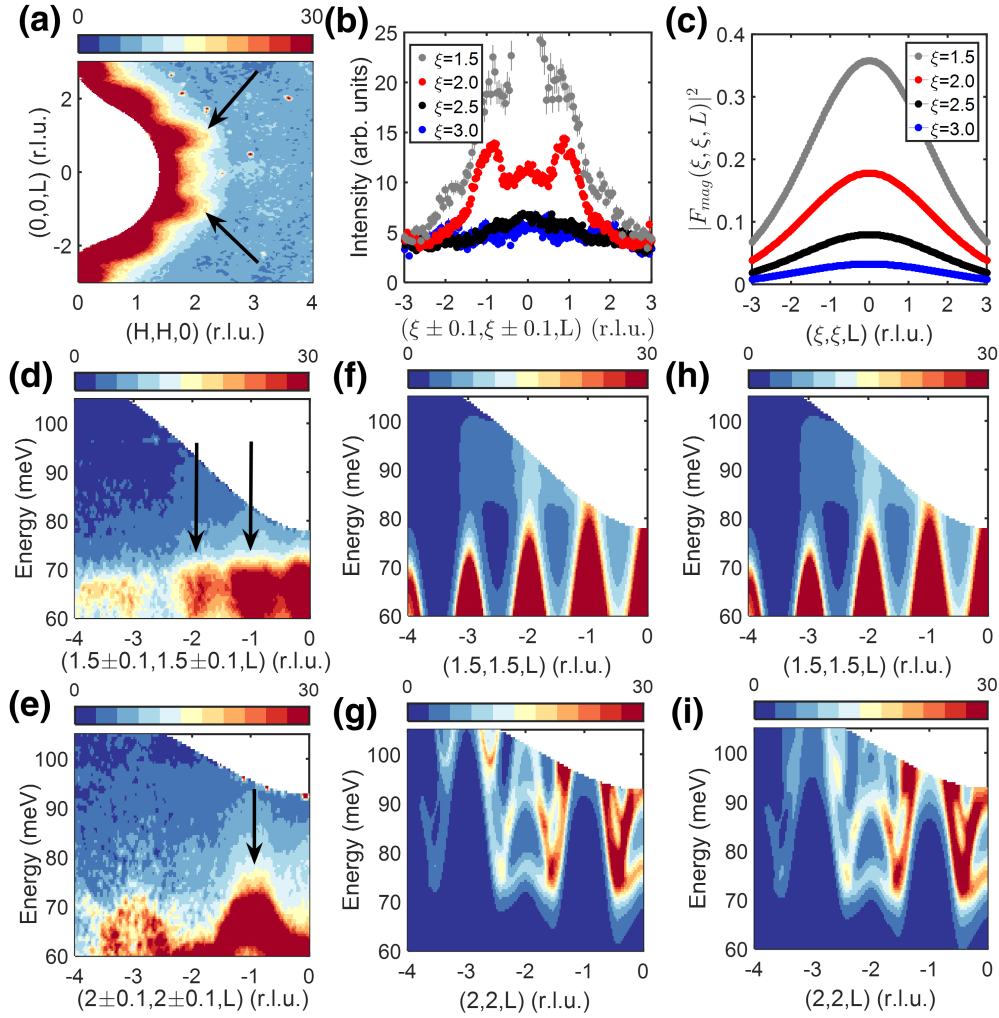 (a)
0 30
2
0
-2
(0,0,L) (r.l.u.)
0 1 2 3 4
(H,H,0) (r.l.u.)
(b)
25
20
15
10
5
0
Intensity (arb. units)
ξ=1.5
ξ=2.0
ξ=2.5
ξ=3.0
-3 -2 -1 0 1 2 3
(ξ ± 0.1,ξ ± 0.1,L) (r.l.u.)
(c)
0.4
0.3
0.2
0.1
0
|F_mag(ξ, ξ, L)|²
ξ=1.5
ξ=2.0
ξ=2.5
ξ=3.0
-3 -2 -1 0 1 2 3
(ξ,ξ,L) (r.l.u.)
(d)
0 30
100
90
80
70
60
Energy (meV)
-4 -3 -2 -1 0
(1.5±0.1,1.5±0.1,L) (r.l.u.)
(f)
0 30
100
90
80
70
60
Energy (meV)
-4 -3 -2 -1 0
(1.5,1.5,L) (r.l.u.)
(h)
0 30
100
90
80
70
60
Energy (meV)
-4 -3 -2 -1 0
(1.5,1.5,L) (r.l.u.)
(e)
0 30
100
90
80
70
60
Energy (meV)
-4 -3 -2 -1 0
(2±0.1,2±0.1,L) (r.l.u.)
(g)
0 30
100
90
80
70
60
Energy (meV)
-4 -3 -2 -1 0
(2,2,L) (r.l.u.)
(i)
0 30
100
90
80
70
60
Energy (meV)
-4 -3 -2 -1 0
(2,2,L) (r.l.u.)